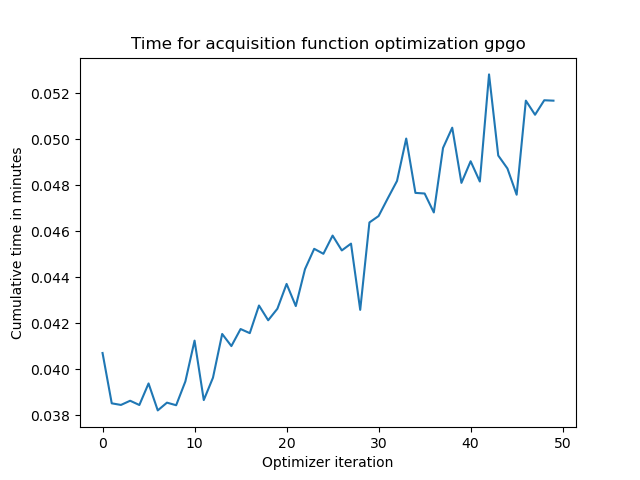 Time for acquisition function optimization gpgo
Cumulative time in minutes
0.052
0.050
0.048
0.046
0.044
0.042
0.040
0.038
0 10 20 30 40 50
Optimizer iteration